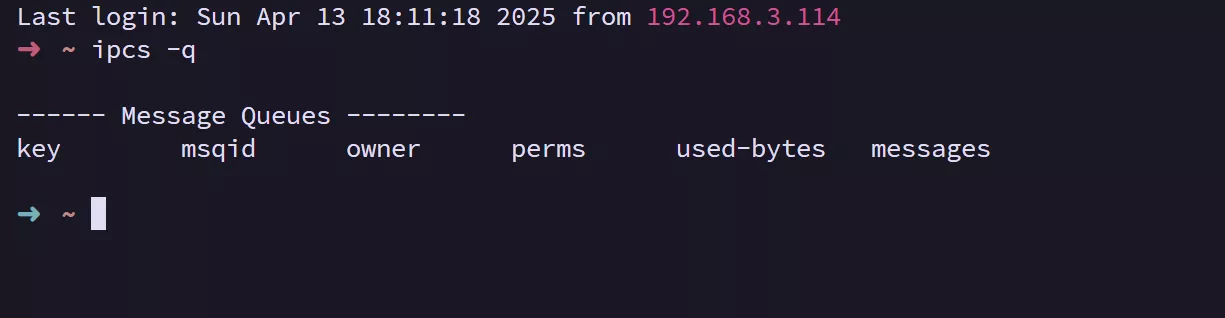 Last login: Sun Apr 13 18:11:18 2025 from 192.168.3.114
➜ ~ ipcs -q
------ Message Queues --------
key        msqid      owner      perms      used-bytes   messages
➜ ~